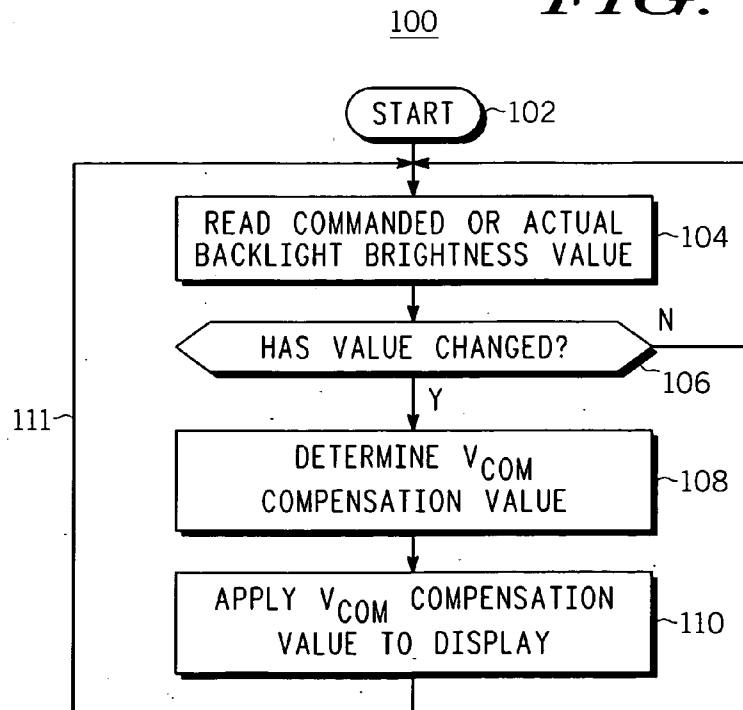 FIG.
100
START 102
READ COMMANDED OR ACTUAL
BACKLIGHT BRIGHTNESS VALUE
104
HAS VALUE CHANGED?
N
106
Y
111
DETERMINE VCOM
COMPENSATION VALUE
108
APPLY VCOM COMPENSATION
VALUE TO DISPLAY
110